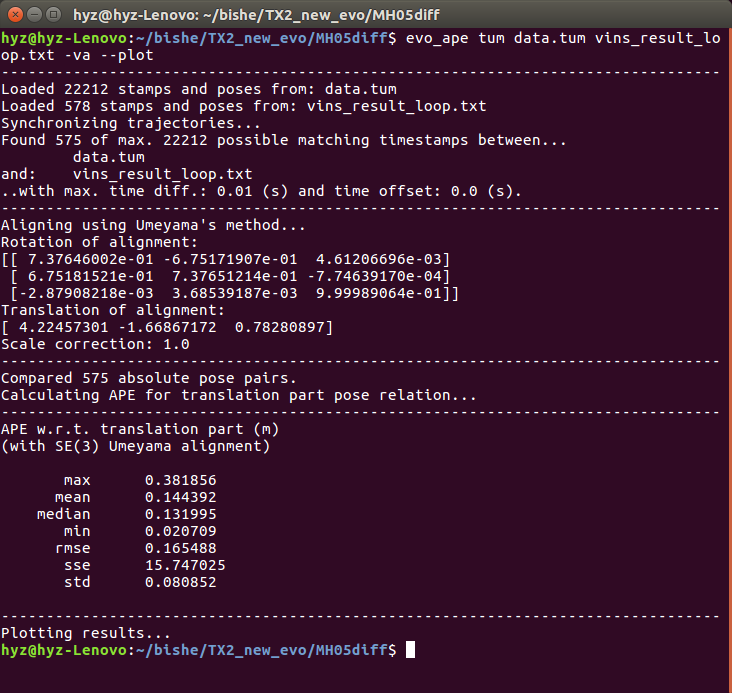 hyz@hyz-Lenovo: ~/bishe/TX2_new_evo/MH05diff
hyz@hyz-Lenovo:~/bishe/TX2_new_evo/MH05diff$ evo_ape tum data.tum vins_result_lo
op.txt -va --plot
--------------------------------------------------------------------------------
Loaded 22212 stamps and poses from: data.tum
Loaded 578 stamps and poses from: vins_result_loop.txt
Synchronizing trajectories...
Found 575 of max. 22212 possible matching timestamps between...
        data.tum
and:    vins_result_loop.txt
..with max. time diff.: 0.01 (s) and time offset: 0.0 (s).
--------------------------------------------------------------------------------
Aligning using Umeyama's method...
Rotation of alignment:
[[ 7.37646002e-01 -6.75171907e-01  4.61206696e-03]
 [ 6.75181521e-01  7.37651214e-01 -7.74639170e-04]
 [-2.87908218e-03  3.68539187e-03  9.99989064e-01]]
Translation of alignment:
[ 4.22457301 -1.66867172  0.78280897]
Scale correction: 1.0
--------------------------------------------------------------------------------
Compared 575 absolute pose pairs.
Calculating APE for translation part pose relation...
--------------------------------------------------------------------------------
APE w.r.t. translation part (m)
(with SE(3) Umeyama alignment)
       max      0.381856
      mean      0.144392
    median      0.131995
       min      0.020709
      rmse      0.165488
       sse      15.747025
       std      0.080852
--------------------------------------------------------------------------------
Plotting results...
hyz@hyz-Lenovo:~/bishe/TX2_new_evo/MH05diff$